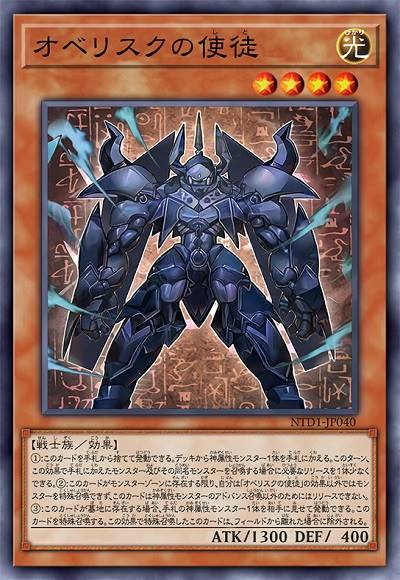 オベリスクの使徒
光
NTD1-JP040
【戦士族／効果】
①:このカードを手札から捨てて発動できる。デッキから神属性モンスター1体を手札に加える。このターン、
この効果で手札に加えたモンスター及びその同名モンスターを召喚する場合に必要なリリースを1体少なく
できる。②:このカードがモンスターゾーンに存在する限り、自分は「オベリスクの使徒」の効果以外ではモンス
ターを特殊召喚できず、このカードは神属性モンスターのアドバンス召喚以外のためにはリリースできない。
③:このカードが墓地に存在する場合、手札の神属性モンスター1体を相手に見せて発動できる。この
カードを特殊召喚する。この効果で特殊召喚したこのカードは、フィールドから離れた場合に除外される。
ATK/1300 DEF/ 400